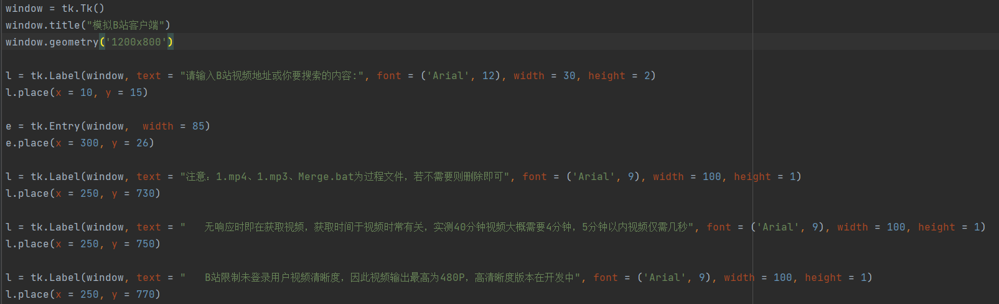 window = tk.Tk()
window.title("模拟B站客户端")
window.geometry('1200x800')
l = tk.Label(window, text = "请输入B站视频地址或你要搜索的内容:", font = ('Arial', 12), width = 30, height = 2)
l.place(x = 10, y = 15)
e = tk.Entry(window,  width = 85)
e.place(x = 300, y = 26)
l = tk.Label(window, text = "注意：1.mp4、1.mp3、Merge.bat为过程文件，若不需要则删除即可", font = ('Arial', 9), width = 100, height = 1)
l.place(x = 250, y = 730)
l = tk.Label(window, text = "   无响应时即在获取视频，获取时间于视频时常有关，实测40分钟视频大概需要4分钟，5分钟以内视频仅需几秒", font = ('Arial', 9), width = 100, height = 1)
l.place(x = 250, y = 750)
l = tk.Label(window, text = "   B站限制未登录用户视频清晰度，因此视频输出最高为480P，高清晰度版本在开发中", font = ('Arial', 9), width = 100, height = 1)
l.place(x = 250, y = 770)